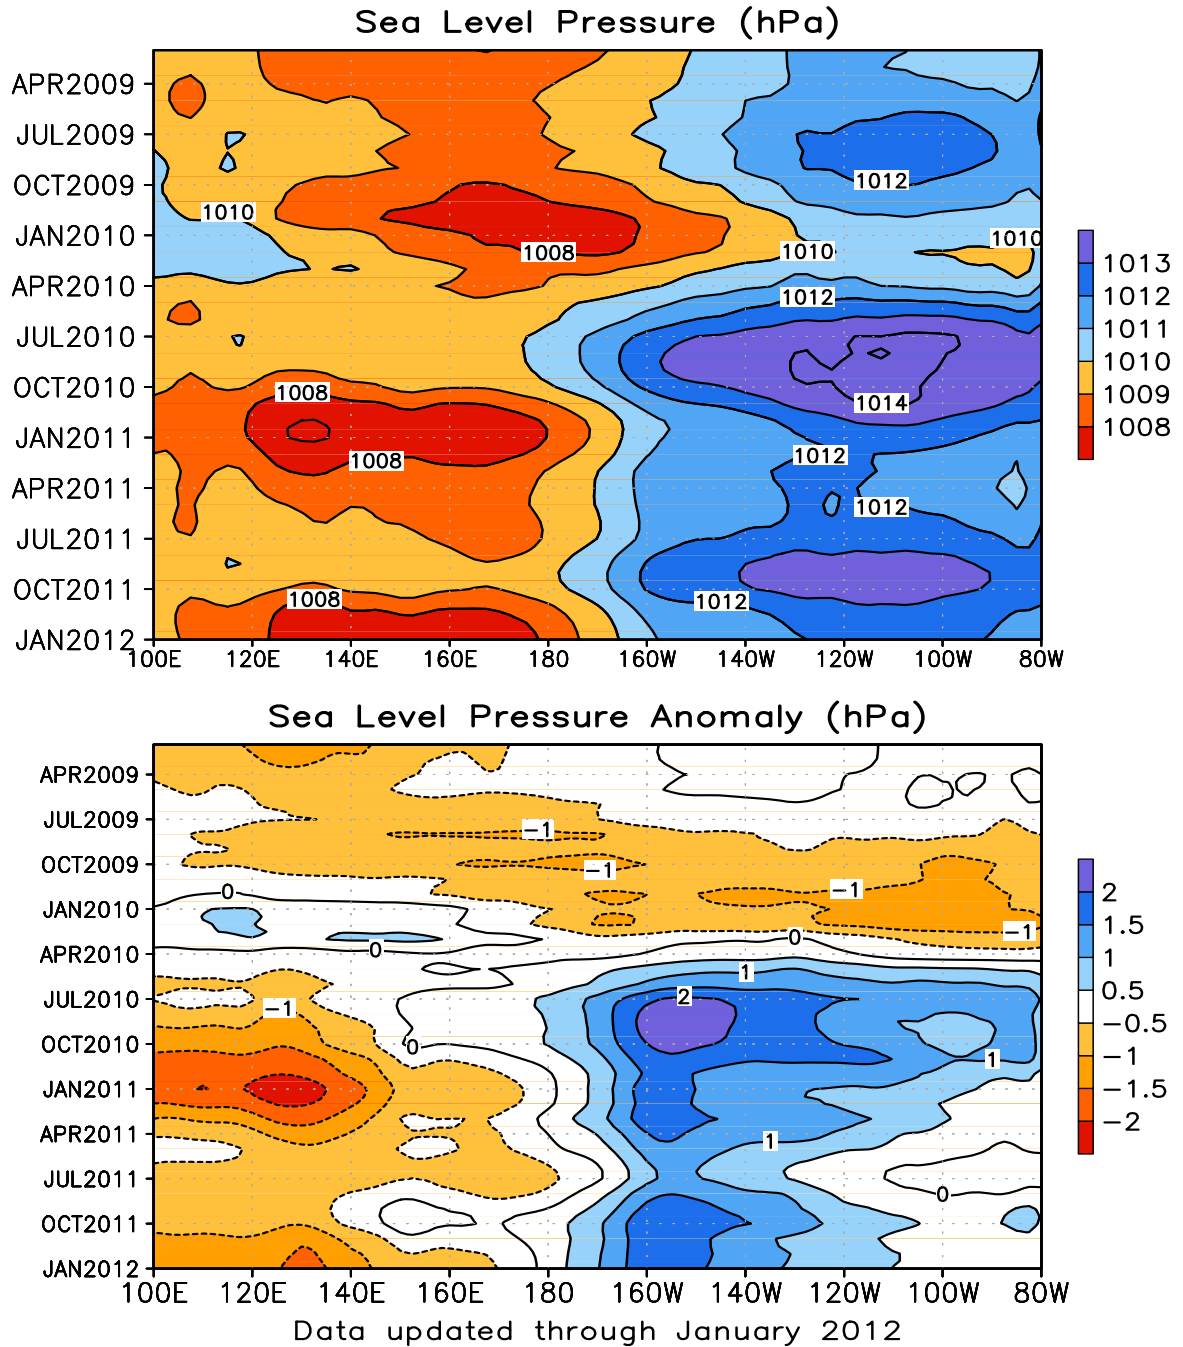 Sea Level Pressure (hPa)
APR2009
JUL2009
OCT2009
JAN2010
APR2010
JUL2010
OCT2010
JAN2011
APR2011
JUL2011
OCT2011
JAN2012
1012
1010
1008
1010
1010
1012
1008
1014
1008
1012
1012
1008
1012
100E 120E 140E 160E 180 160W 140W 120W 100W 80W
1013
1012
1011
1010
1009
1008
Sea Level Pressure Anomaly (hPa)
APR2009
JUL2009
OCT2009
JAN2010
APR2010
JUL2010
OCT2010
JAN2011
APR2011
JUL2011
OCT2011
JAN2012
−1
−1
0
−1
−1
0
0
1
2
−1
0
1
1
0
100E 120E 140E 160E 180 160W 140W 120W 100W 80W
2
1.5
1
0.5
−0.5
−1
−1.5
−2
Data updated through January 2012